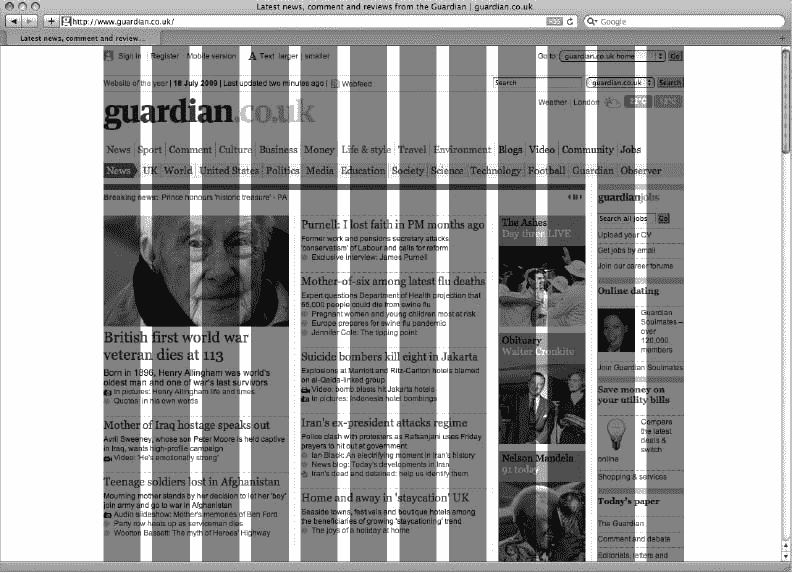 Latest news, comment and reviews from the Guardian | guardian.co.uk
http://www.guardian.co.uk/
RSS
Google
Latest news, comment and review...
Sign in Register Mobile version A Text larger smaller
Go to: guardian.co.uk home Go
Website of the year | 18 July 2009 | Last updated two minutes ago | Webfeed
Search guardian.co.uk Search
guardian.co.uk
Weather London 22°C 13°C
News Sport Comment Culture Business Money Life & style Travel Environment Blogs Video Community Jobs
News UK World United States Politics Media Education Society Science Technology Football Guardian Observer
Breaking news: Prince honours 'historic treasure' - PA
British first world war
veteran dies at 113
Born in 1896, Henry Allingham was world's
oldest man and one of war's last survivors
In pictures: Henry Allingham life and times
Quotes: in his own words
Mother of Iraq hostage speaks out
Avril Sweeney, whose son Peter Moore is held captive
in Iraq, wants high-profile campaign
Video: 'He's emotionally strong'
Teenage soldiers lost in Afghanistan
Mourning mother stands by her decision to let her 'boy'
join army and go to war in Afghanistan
Audio slideshow: Mother's memories of Ben Ford
Party row heats up as serviceman dies
Wootton Bassett: The myth of Heroes' Highway
Purnell: I lost faith in PM months ago
Former work and pensions secretary attacks
'conservatism' of Labour and calls for reform
Exclusive interview: James Purnell
Mother-of-six among latest flu deaths
Expert questions Department of Health projection that
65,000 people could die from swine flu
Pregnant women and young children most at risk
Europe prepares for swine flu pandemic
Jennifer Cole: The tipping point
Suicide bombers kill eight in Jakarta
Explosions at Marriott and Ritz-Carlton hotels blamed
on al-Qaida-linked group
Video: bomb blasts hit Jakarta hotels
In pictures: Indonesia hotel bombings
Iran's ex-president attacks regime
Police clash with protesters as Rafsanjani uses Friday
prayers to hit out at government
Ian Black: An electrifying moment in Iran's history
News blog: Today's developments in Iran
Iran's dead and detained: help us identify them
Home and away in 'staycation' UK
Seaside towns, festivals and boutique hotels among
the beneficiaries of growing 'staycationing' trend
The joys of a holiday at home
The Ashes
Day three LIVE
Obituary
Walter Cronkite
Nelson Mandela
91 today
guardianjobs
Search all jobs Go
Upload your CV
Get jobs by email
Join our career forums
Online dating
Guardian
Soulmates –
over
120,000
members
Join Guardian Soulmates
Save money on
your utility bills
Compare
the latest
deals &
switch
online
Shopping & services
Today's paper
The Guardian
Comment and debate
Editorials, letters and